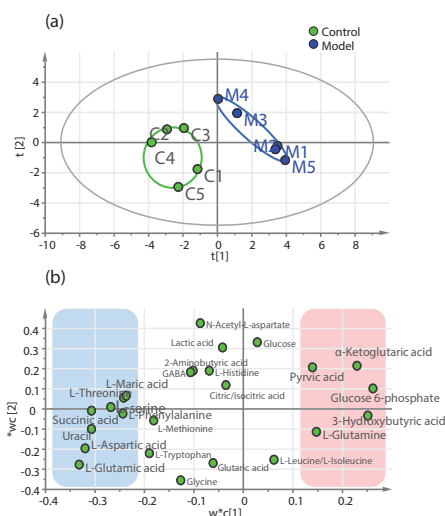 (a)
Control
Model
t [2]
4
2
0
-2
-4
-6
M4
M3
M2
M1
M5
C2
C3
C4
C1
C5
-10 -8 -6 -4 -2 0 2 4 6 8
t[1]
(b)
*wc [2]
0.4
0.3
0.2
0.1
0
-0.1
-0.2
-0.3
-0.4
N-Acetyl-L-aspartate
Lactic acid
Glucose
2-Aminobutyric acid
GABA
L-Histidine
Citric/isocitric acid
α-Ketoglutaric acid
Pyrvic acid
Glucose 6-phosphate
3-Hydroxybutyric acid
L-Glutamine
L-Maric acid
L-Threonine
L-serine
L-Phenylalanine
Succinic acid
L-Methionine
Uracil
L-Aspartic acid
L-Tryptophan
L-Glutamic acid
Glutaric acid
L-Leucine/L-Isoleucine
Glycine
-0.4 -0.3 -0.2 -0.1 0 0.1 0.2
w*c[1]